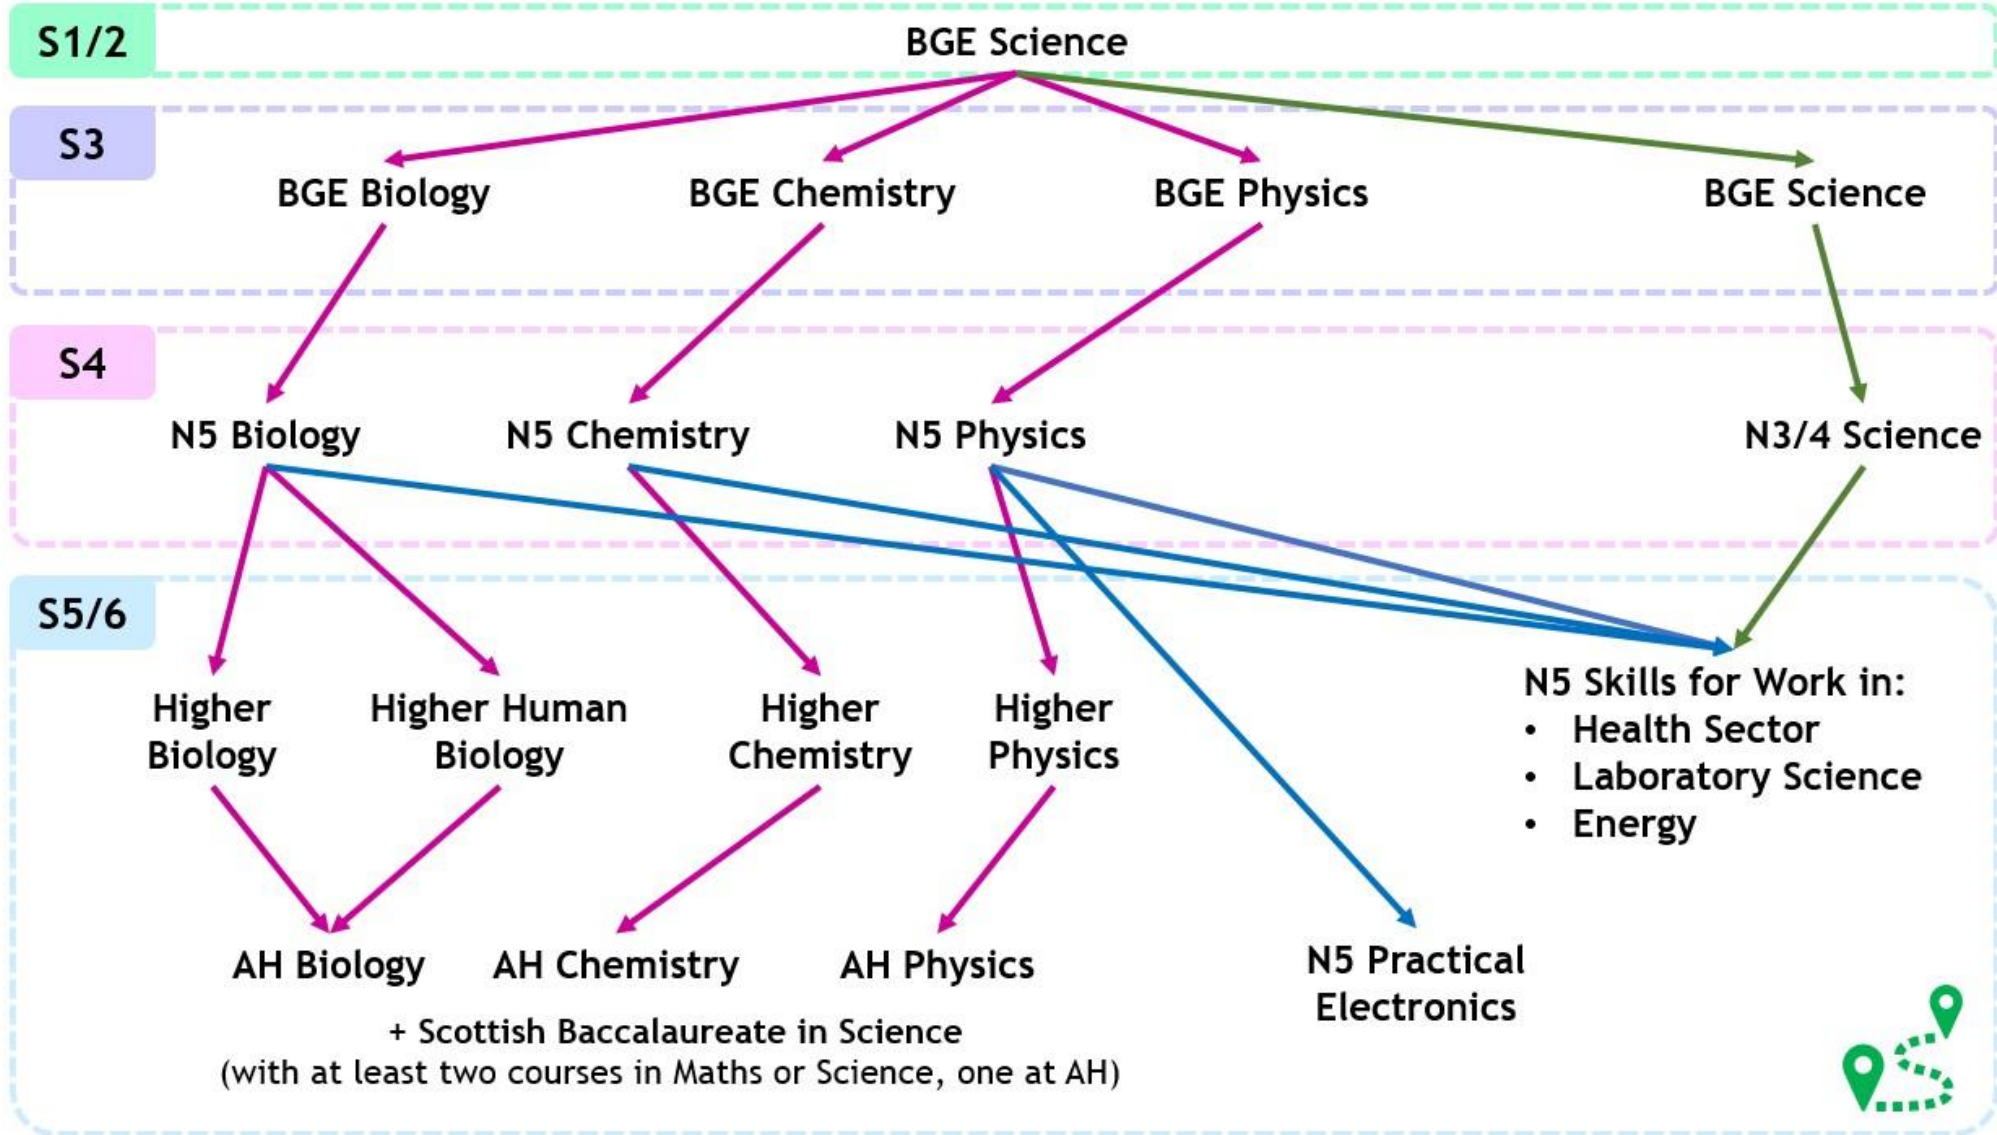 S1/2
BGE Science
S3
BGE Biology
BGE Chemistry
BGE Physics
BGE Science
S4
N5 Biology
N5 Chemistry
N5 Physics
N3/4 Science
S5/6
Higher
Biology
Higher Human
Biology
Higher
Chemistry
Higher
Physics
N5 Skills for Work in:
• Health Sector
• Laboratory Science
• Energy
AH Biology
AH Chemistry
AH Physics
N5 Practical
Electronics
+ Scottish Baccalaureate in Science
(with at least two courses in Maths or Science, one at AH)